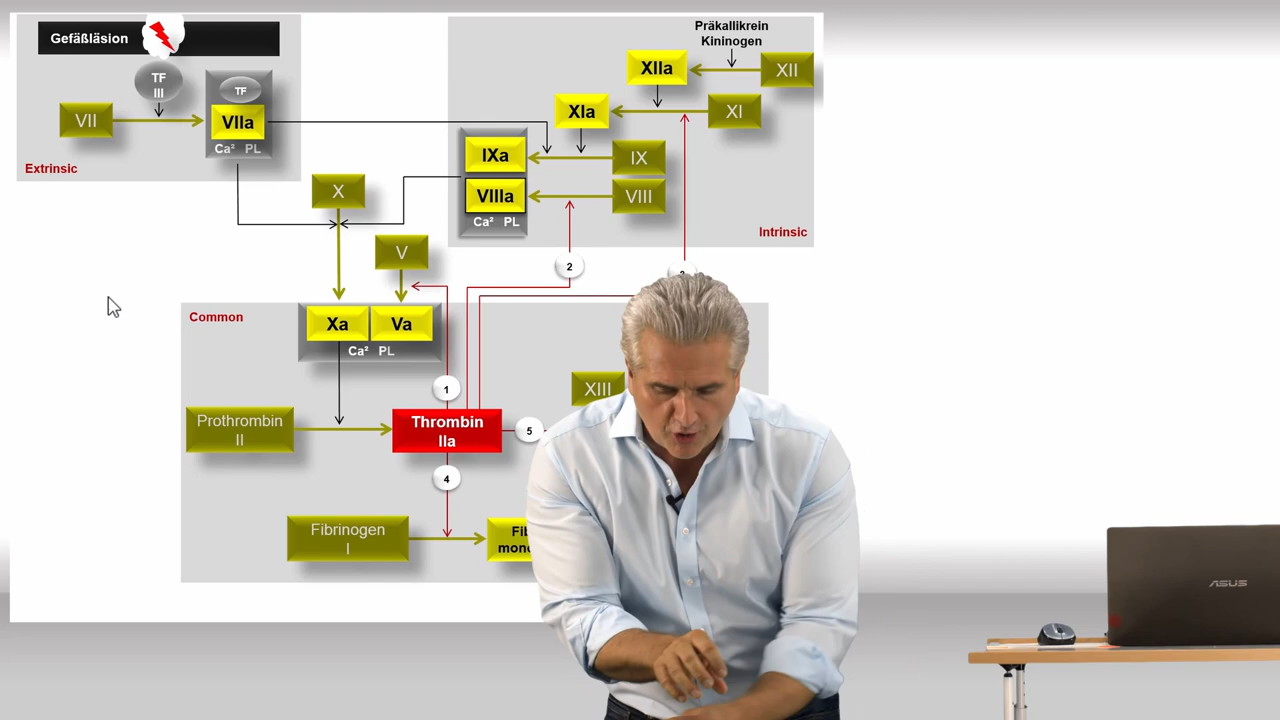 Gefäßläsion
TF
III
TF
VII
VIIa
Ca² PL
Extrinsic
Präkallikrein
Kininogen
XIIa
XII
XIa
XI
IXa
IX
VIIIa
VIII
Ca² PL
Intrinsic
X
V
2
Common
Xa
Va
Ca² PL
1
XIII
Prothrombin
II
Thrombin
IIa
5
4
Fibrinogen
I
ASUS